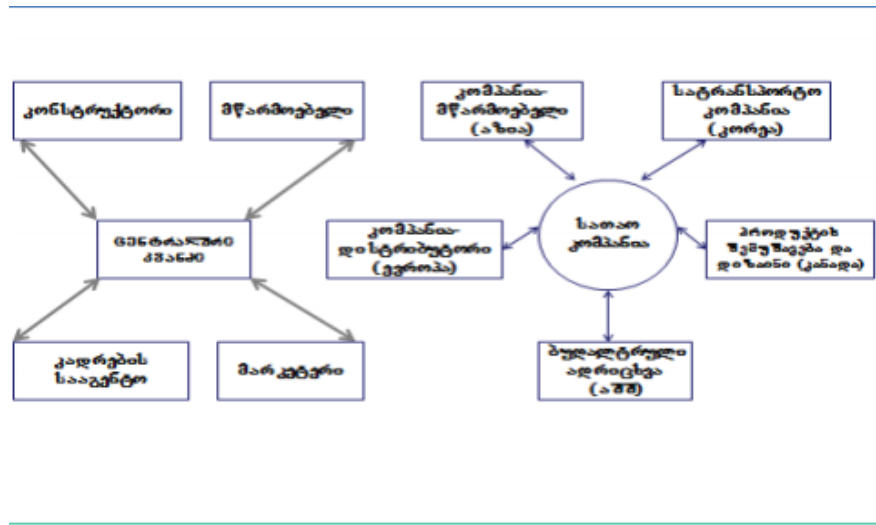 კონსტრუქტორი
მწარმოებელი
ცენტრალური
კვანძი
კადრების
სააგენტო
მარკეტერი
კომპანია-
მწარმოებელი
(აზია)
სატრანსპორტო
კომპანია
(კორეა)
კომპანია-
დისტრიბუტორი
(ევროპა)
სათაო
კომპანია
პროდუქტის
შემუშავება და
დიზაინი (კანადა)
ბუღალტრული
აღრიცხვა
(აშშ)